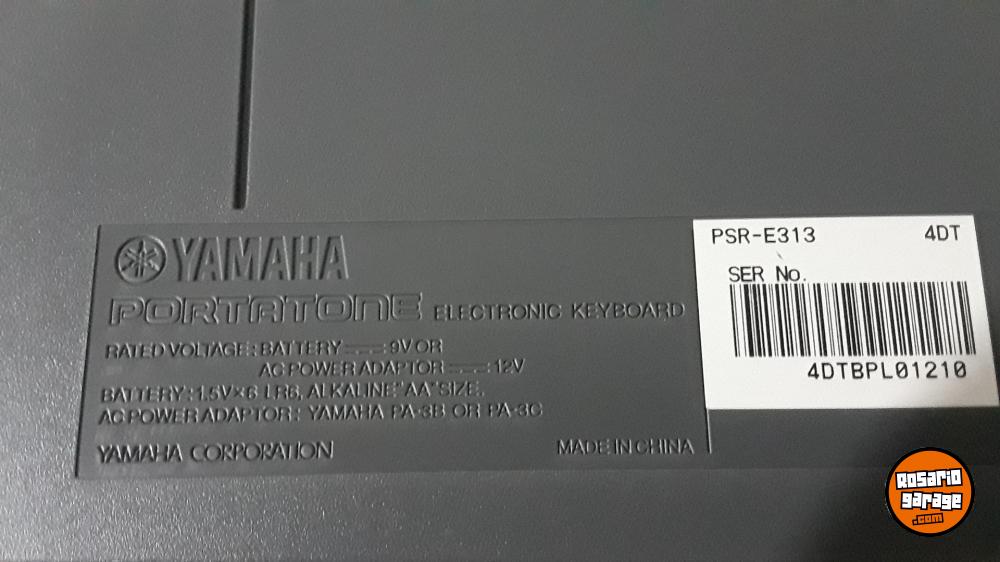 YAMAHA
PORTATONE ELECTRONIC KEYBOARD
RATED VOLTAGE: BATTERY 9V OR
AC POWER ADAPTOR 12V
BATTERY: 1.5V×6 LR6, ALKALINE "AA" SIZE.
AC POWER ADAPTOR: YAMAHA PA-3B OR PA-3C
YAMAHA CORPORATION MADE IN CHINA
PSR-E313 4DT
SER No.
4DTBPL01210
Rosario
garage
.com